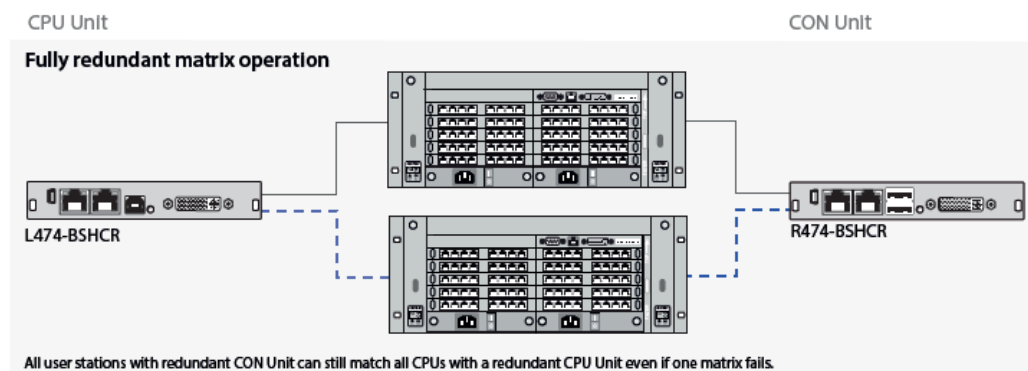 CPU Unit
CON Unit
Fully redundant matrix operation
L474-BSHCR
R474-BSHCR
All user stations with redundant CON Unit can still match all CPUs with a redundant CPU Unit even if one matrix fails.